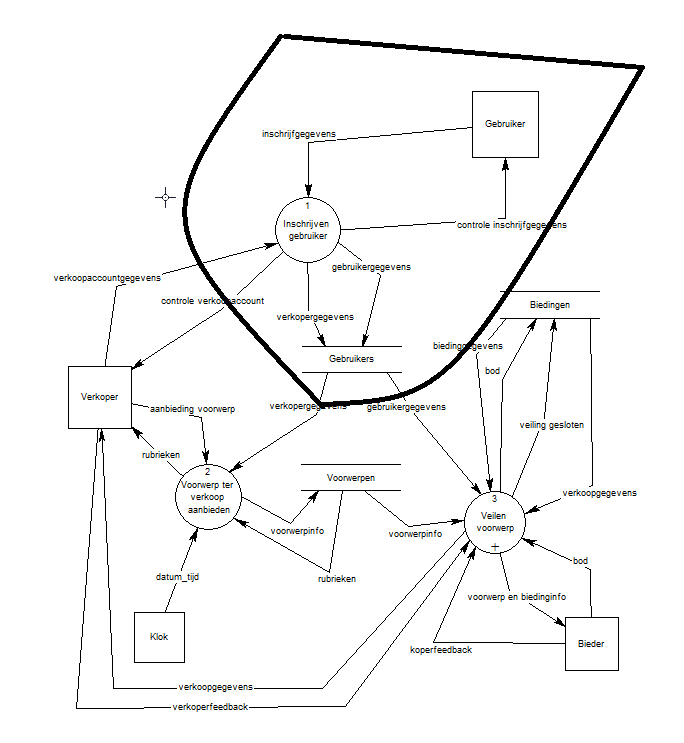 Gebruiker
inschrijfgegevens
1
Inschrijven
gebruiker
controle inschrijfgegevens
gebruikergegevens
verkoopaccountgegevens
controle verkoopaccount
Biedingen
verkopergegevens
biedinggegevens
Gebruikers
bod
Verkoper
aanbieding voorwerp
verkopergegevens
gebruikergegevens
veiling gesloten
rubrieken
2
Voorwerp ter
verkoop
aanbieden
Voorwerpen
verkoopgegevens
3
Veilen
voorwerp
+
voorwerpinfo
voorwerpinfo
bod
datum_tijd
rubrieken
voorwerp en biedinginfo
Klok
Bieder
koperfeedback
verkoopgegevens
verkoperfeedback